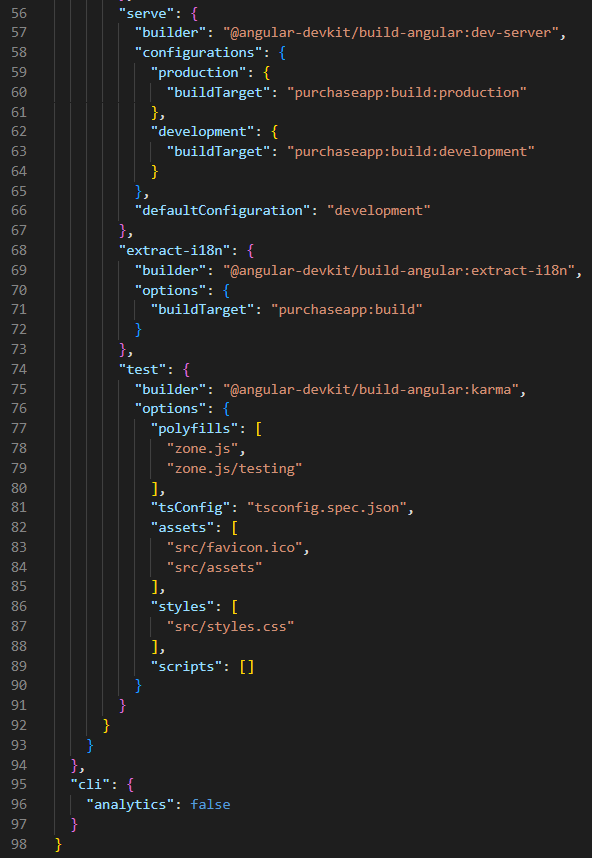 56 "serve": {
57 "builder": "@angular-devkit/build-angular:dev-server",
58 "configurations": {
59 "production": {
60 "buildTarget": "purchaseapp:build:production"
61 },
62 "development": {
63 "buildTarget": "purchaseapp:build:development"
64 }
65 },
66 "defaultConfiguration": "development"
67 },
68 "extract-i18n": {
69 "builder": "@angular-devkit/build-angular:extract-i18n",
70 "options": {
71 "buildTarget": "purchaseapp:build"
72 }
73 },
74 "test": {
75 "builder": "@angular-devkit/build-angular:karma",
76 "options": {
77 "polyfills": [
78 "zone.js",
79 "zone.js/testing"
80 ],
81 "tsConfig": "tsconfig.spec.json",
82 "assets": [
83 "src/favicon.ico",
84 "src/assets"
85 ],
86 "styles": [
87 "src/styles.css"
88 ],
89 "scripts": []
90 }
91 }
92 }
93 }
94 },
95 "cli": {
96 "analytics": false
97 }
98 }